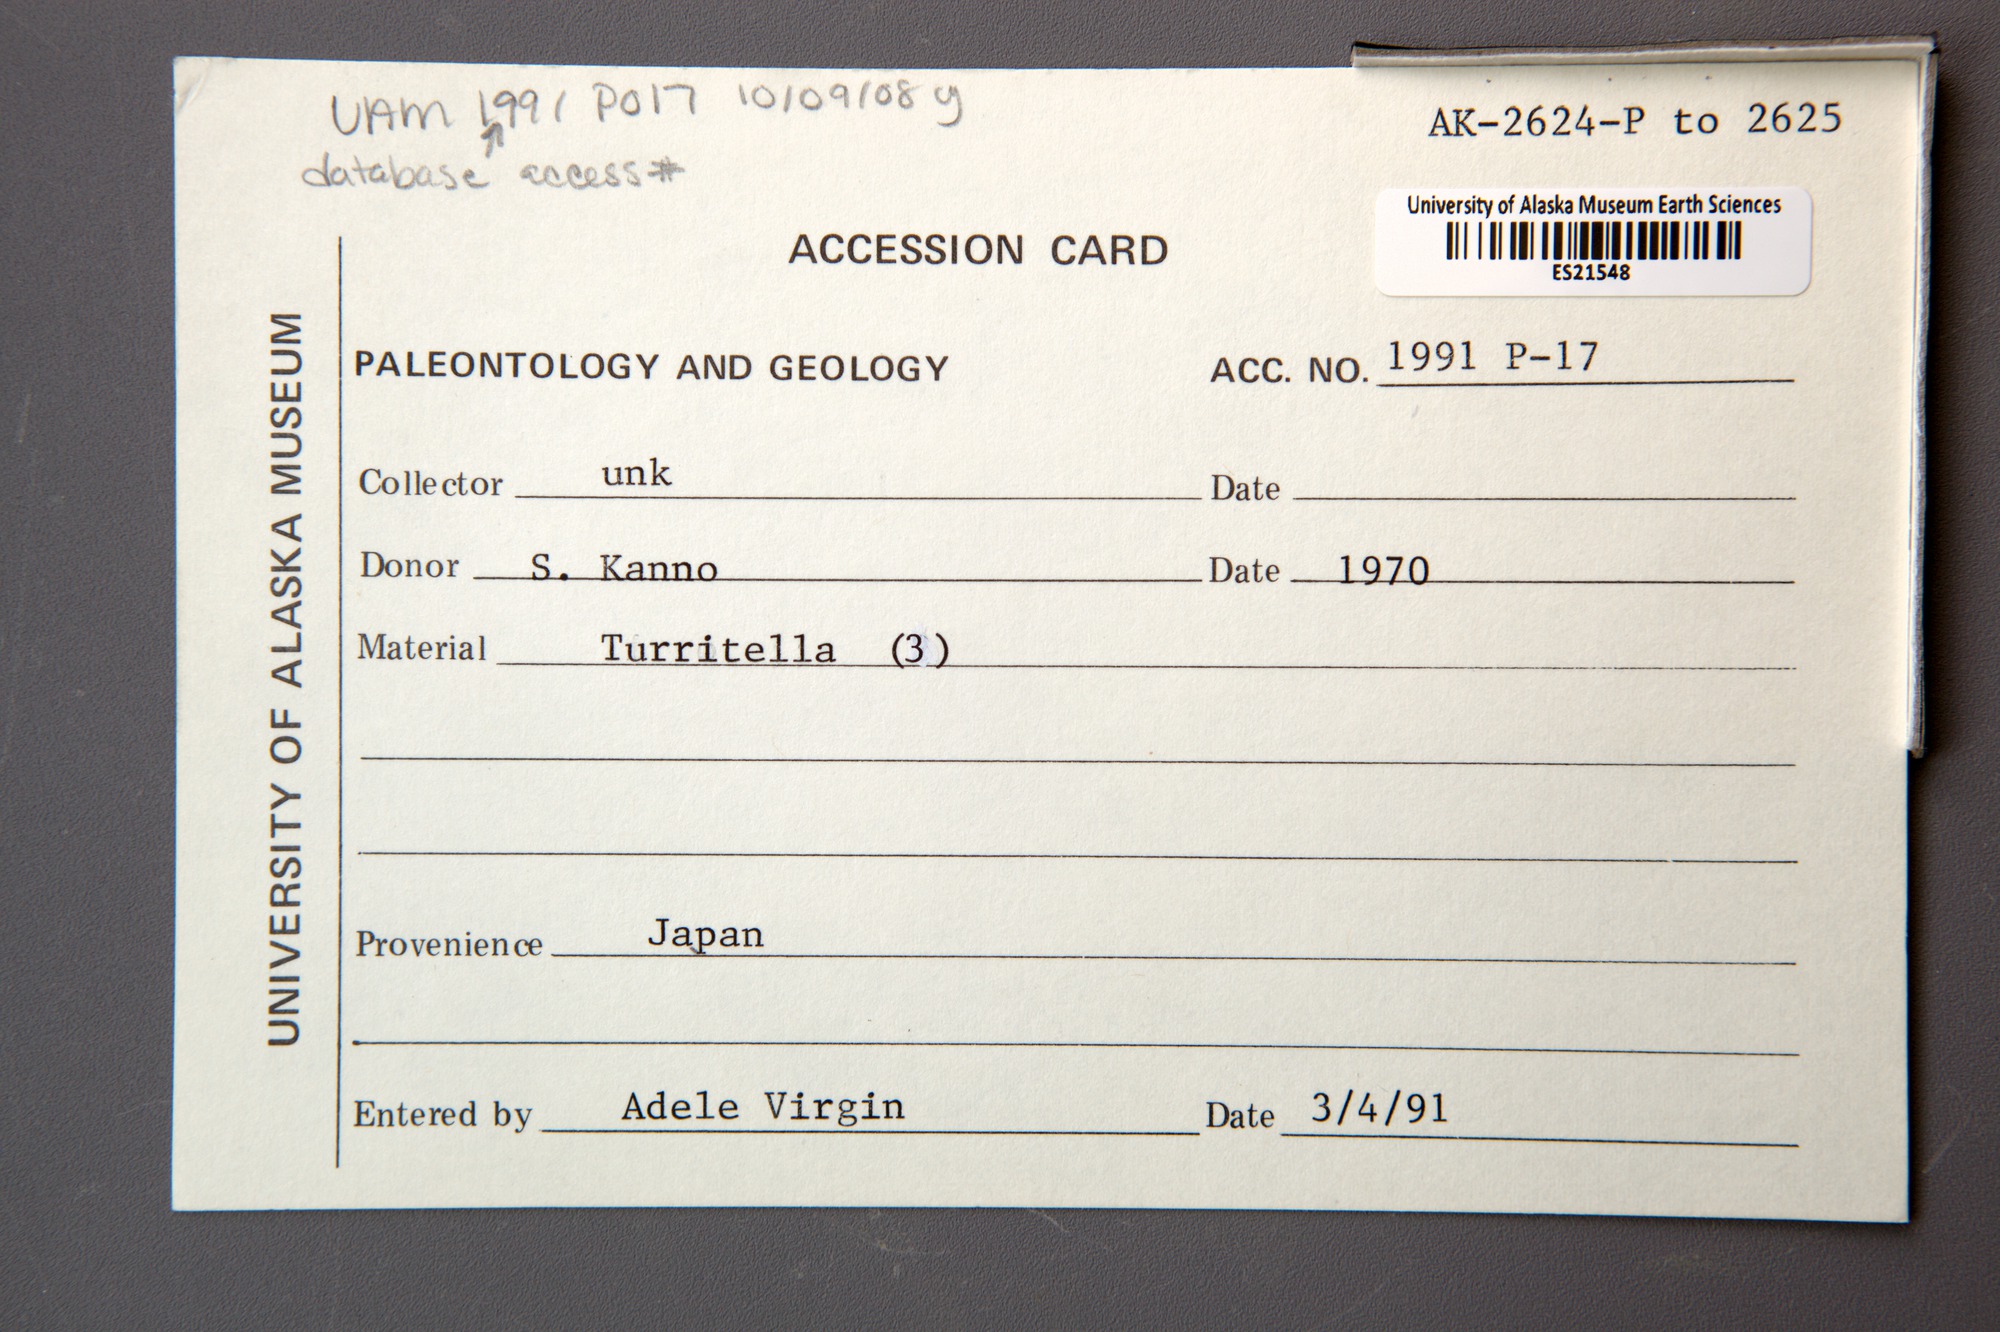 UAM 1991 P017 10/09/08 y
database access#
AK-2624-P to 2625
University of Alaska Museum Earth Sciences
ES21548
ACCESSION CARD
UNIVERSITY OF ALASKA MUSEUM
PALEONTOLOGY AND GEOLOGY ACC. NO. 1991 P-17
Collector unk Date
Donor S. Kanno Date 1970
Material Turritella (3)
Provenience Japan
Entered by Adele Virgin Date 3/4/91